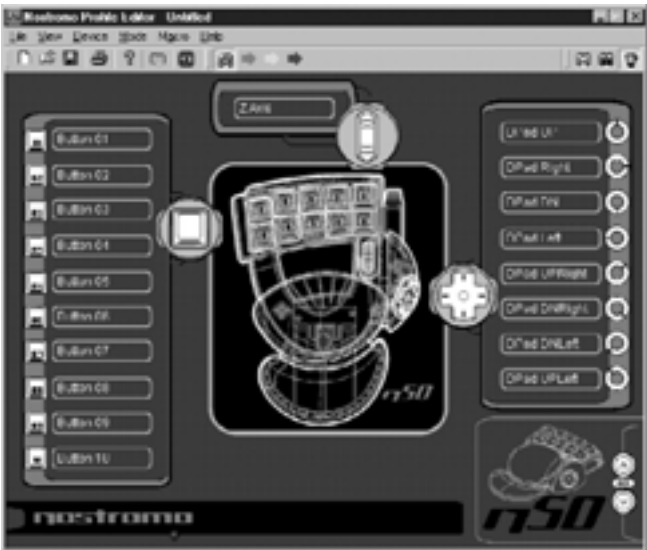 Nostromo Profile Editor Untitled
File View Device Mode Macro Help
Z Axis
Button 01
Button 02
Button 03
Button 04
Button 05
Button 06
Button 07
Button 08
Button 09
Button 10
DPad UP
DPad Right
DPad DN
DPad Left
DPad UPRight
DPad DNRight
DPad DNLeft
DPad UPLeft
n50
nostromo
n50